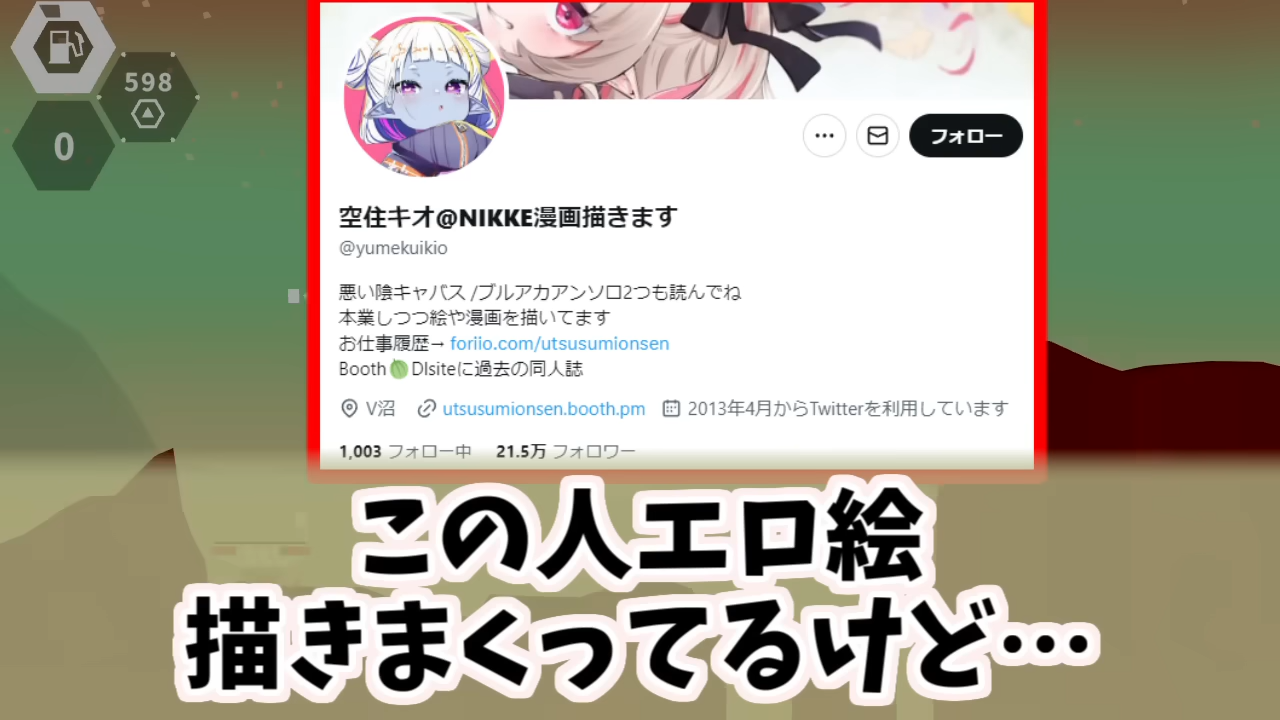 598
0
フォロー
空住キオ@NIKKE漫画描きます
@yumekuikio
悪い陰キャバス /ブルアカアンソロ2つも読んでね
本業しつつ絵や漫画を描いてます
お仕事履歴→ foriio.com/utsusumionsen
Booth🍈Dlsiteに過去の同人誌
V沼 utsusumionsen.booth.pm 2013年4月からTwitterを利用しています
1,003 フォロー中 21.5万 フォロワー
この人エロ絵
描きまくってるけど…